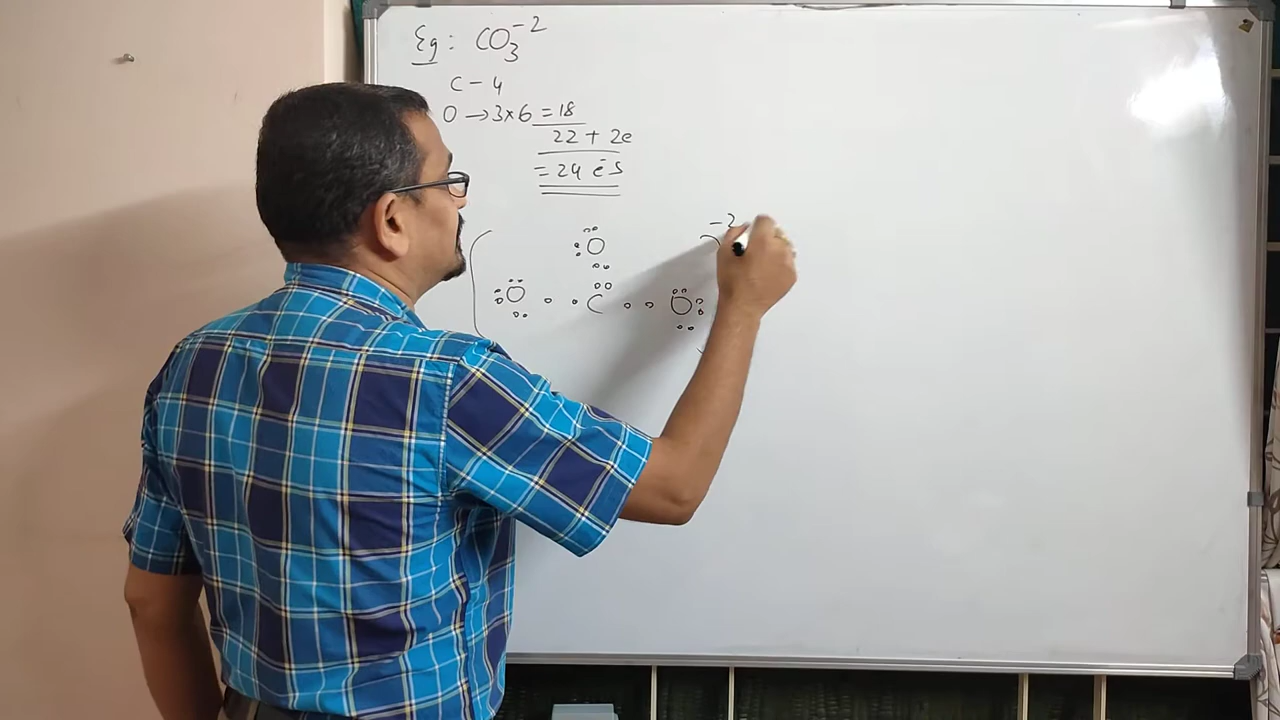 Eg : CO₃⁻²
C – 4
O → 3×6 = 18
22 + 2e
= 24 e⁻s
–2
O
O C O